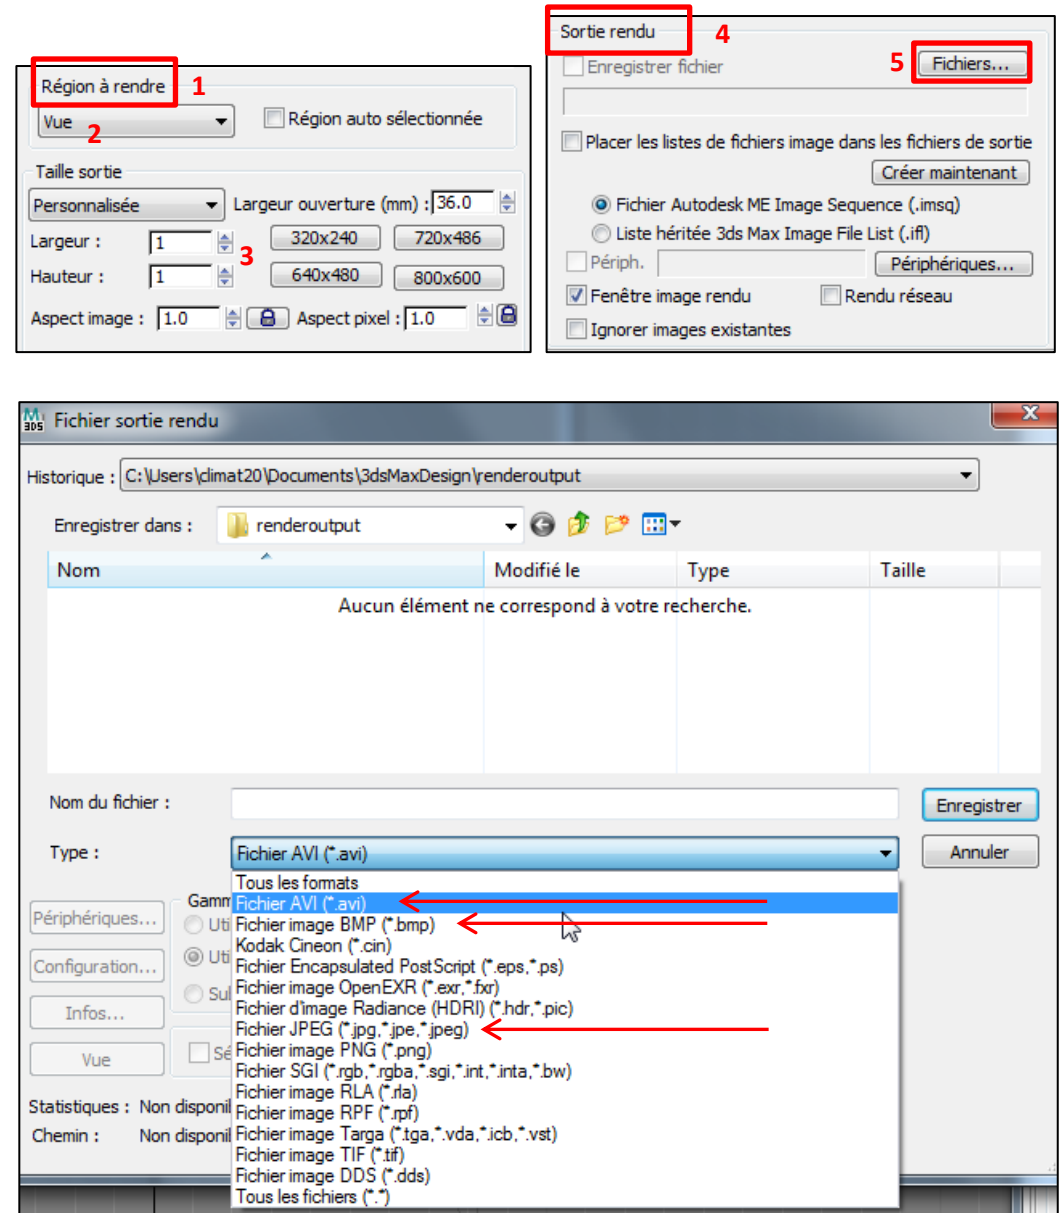 Région à rendre 1
Vue 2
Région auto sélectionnée
Taille sortie
Personnalisée Largeur ouverture (mm) : 36.0
Largeur : 1 320x240 720x486
3
Hauteur : 1 640x480 800x600
Aspect image : 1.0 Aspect pixel : 1.0
Sortie rendu 4
Enregistrer fichier 5 Fichiers...
Placer les listes de fichiers image dans les fichiers de sortie
Créer maintenant
Fichier Autodesk ME Image Sequence (.imsq)
Liste héritée 3ds Max Image File List (.ifl)
Périph. Périphériques...
Fenêtre image rendu Rendu réseau
Ignorer images existantes
Fichier sortie rendu
Historique : C:\Users\climat20\Documents\3dsMaxDesign\renderoutput
Enregistrer dans : renderoutput
Nom Modifié le Type Taille
Aucun élément ne correspond à votre recherche.
Nom du fichier : Enregistrer
Type : Fichier AVI (*.avi) Annuler
Tous les formats
Gamm Fichier AVI (*.avi)
Périphériques... Uti Fichier image BMP (*.bmp)
Kodak Cineon (*.cin)
Configuration... Uti Fichier Encapsulated PostScript (*.eps,*.ps)
Fichier image OpenEXR (*.exr,*.fxr)
Sul Fichier d'image Radiance (HDRI) (*.hdr,*.pic)
Infos... Fichier JPEG (*.jpg,*.jpe,*.jpeg)
Vue Sé Fichier image PNG (*.png)
Fichier SGI (*.rgb,*.rgba,*.sgi,*.int,*.inta,*.bw)
Fichier image RLA (*.rla)
Statistiques : Non disponil Fichier image RPF (*.rpf)
Chemin : Non disponil Fichier image Targa (*.tga,*.vda,*.icb,*.vst)
Fichier image TIF (*.tif)
Fichier image DDS (*.dds)
Tous les fichiers (*.*)